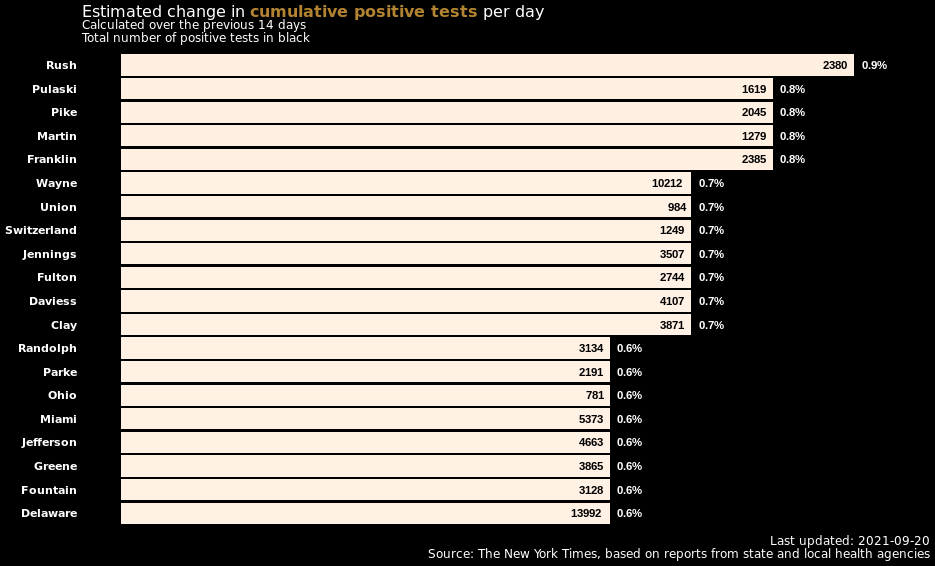 Estimated change in cumulative positive tests per day
Calculated over the previous 14 days
Total number of positive tests in black
Rush 2380 0.9%
Pulaski 1619 0.8%
Pike 2045 0.8%
Martin 1279 0.8%
Franklin 2385 0.8%
Wayne 10212 0.7%
Union 984 0.7%
Switzerland 1249 0.7%
Jennings 3507 0.7%
Fulton 2744 0.7%
Daviess 4107 0.7%
Clay 3871 0.7%
Randolph 3134 0.6%
Parke 2191 0.6%
Ohio 781 0.6%
Miami 5373 0.6%
Jefferson 4663 0.6%
Greene 3865 0.6%
Fountain 3128 0.6%
Delaware 13992 0.6%
Last updated: 2021-09-20
Source: The New York Times, based on reports from state and local health agencies